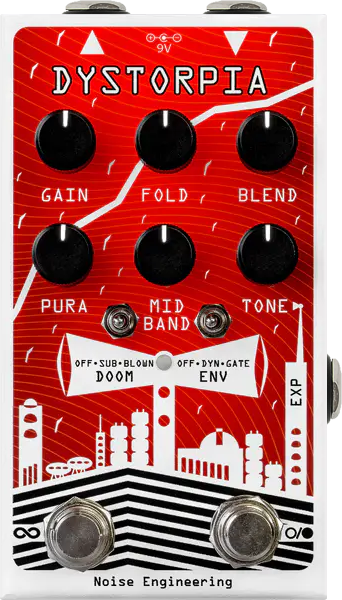 9V
DYSTORPIA
GAIN FOLD BLEND
PURA MID BAND TONE
OFF•SUB•BLOWN OFF•DYN•GATE
DOOM ENV
EXP
Noise Engineering